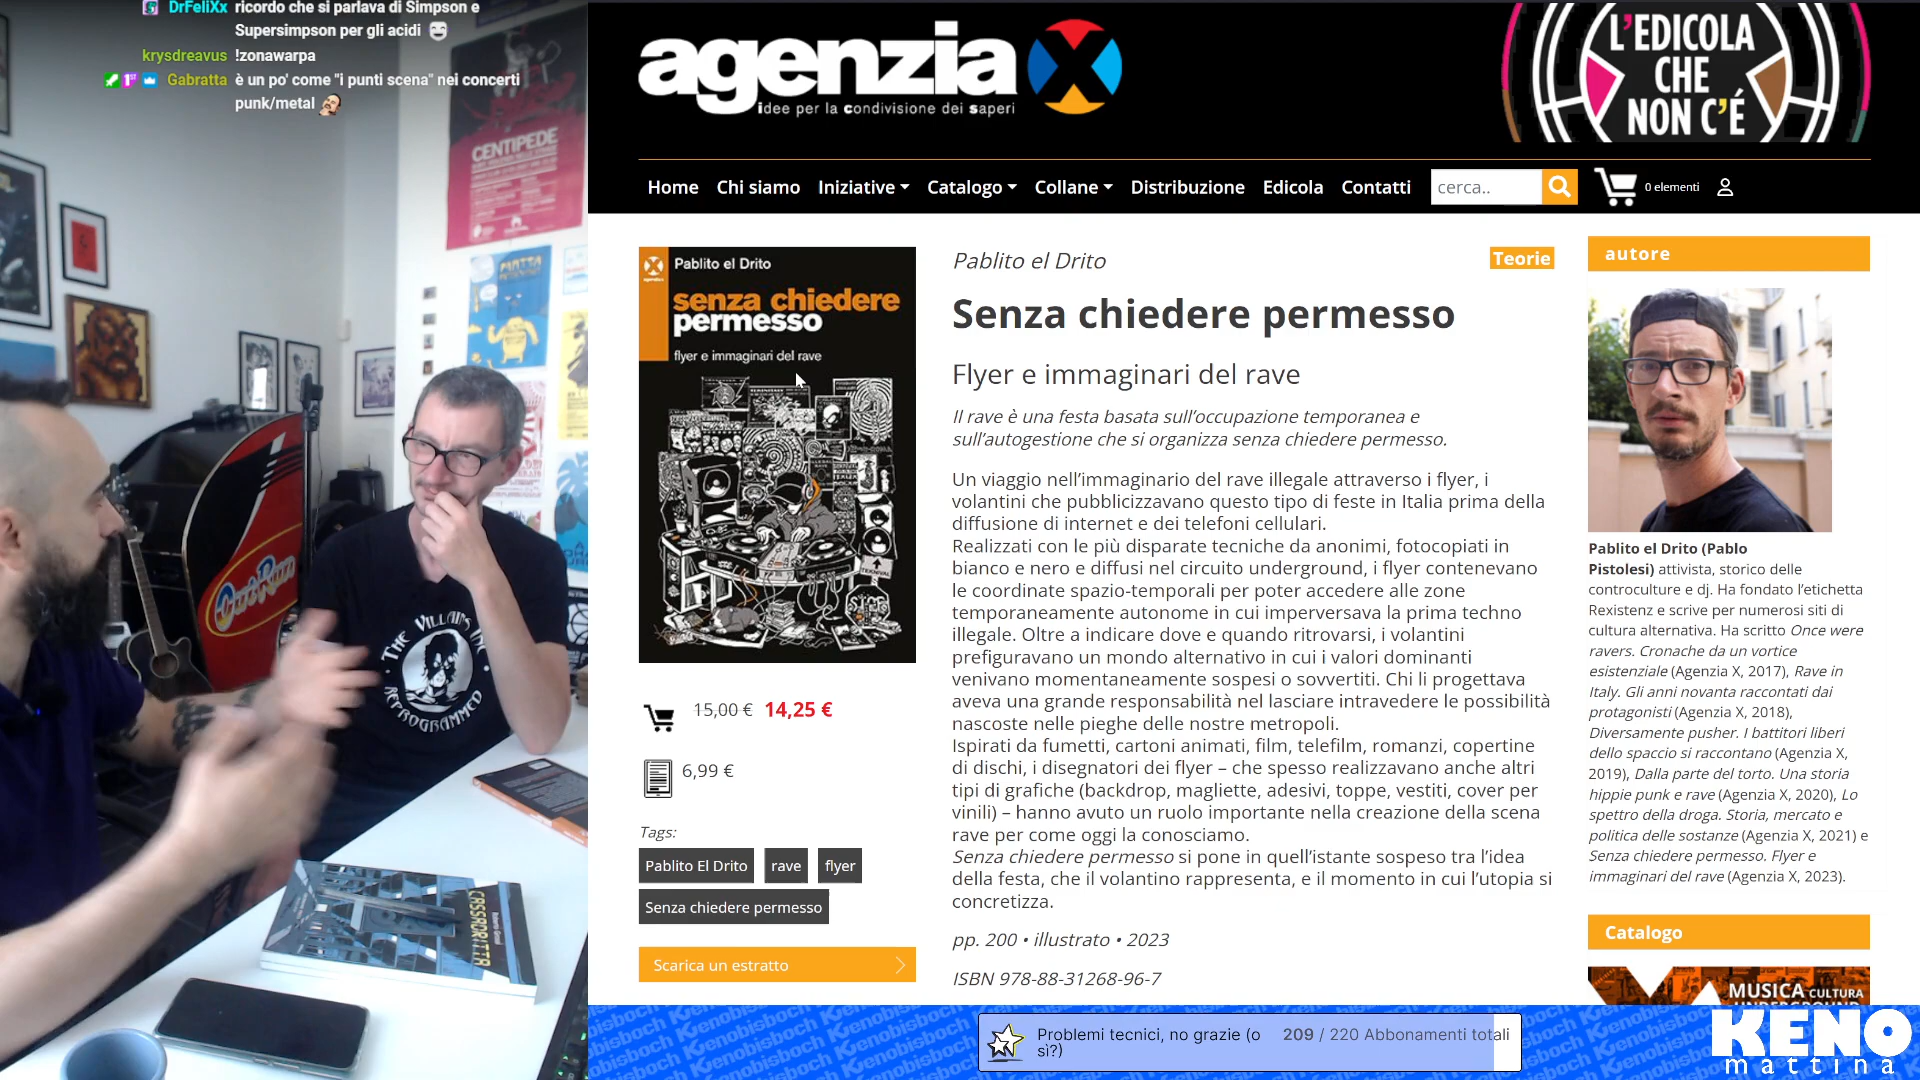 DrFeliXx ricordo che si parlava di Simpson e
Supersimpson per gli acidi
krysdreavus !zonawarpa
Gabratta è un po' come "i punti scena" nei concerti
punk/metal
CENTIPEDE
OutRun
THE VILLAINS INC
REPROGRAMMED
CASSADRITTA
agenzia
idee per la condivisione dei saperi
L'EDICOLA
CHE
NON C'É
Home Chi siamo Iniziative Catalogo Collane Distribuzione Edicola Contatti cerca.. 0 elementi
Pablito el Drito
senza chiedere
permesso
flyer e immaginari del rave
15,00 € 14,25 €
6,99 €
Tags:
Pablito El Drito rave flyer
Senza chiedere permesso
Scarica un estratto
Pablito el Drito Teorie
Senza chiedere permesso
Flyer e immaginari del rave
Il rave è una festa basata sull'occupazione temporanea e
sull'autogestione che si organizza senza chiedere permesso.
Un viaggio nell'immaginario del rave illegale attraverso i flyer, i
volantini che pubblicizzavano questo tipo di feste in Italia prima della
diffusione di internet e dei telefoni cellulari.
Realizzati con le più disparate tecniche da anonimi, fotocopiati in
bianco e nero e diffusi nel circuito underground, i flyer contenevano
le coordinate spazio-temporali per poter accedere alle zone
temporaneamente autonome in cui imperversava la prima techno
illegale. Oltre a indicare dove e quando ritrovarsi, i volantini
prefiguravano un mondo alternativo in cui i valori dominanti
venivano momentaneamente sospesi o sovvertiti. Chi li progettava
aveva una grande responsabilità nel lasciare intravedere le possibilità
nascoste nelle pieghe delle nostre metropoli.
Ispirati da fumetti, cartoni animati, film, telefilm, romanzi, copertine
di dischi, i disegnatori dei flyer – che spesso realizzavano anche altri
tipi di grafiche (backdrop, magliette, adesivi, toppe, vestiti, cover per
vinili) – hanno avuto un ruolo importante nella creazione della scena
rave per come oggi la conosciamo.
Senza chiedere permesso si pone in quell'istante sospeso tra l'idea
della festa, che il volantino rappresenta, e il momento in cui l'utopia si
concretizza.
pp. 200 • illustrato • 2023
ISBN 978-88-31268-96-7
autore
Pablito el Drito (Pablo
Pistolesi) attivista, storico delle
controculture e dj. Ha fondato l'etichetta
Rexistenz e scrive per numerosi siti di
cultura alternativa. Ha scritto Once were
ravers. Cronache da un vortice
esistenziale (Agenzia X, 2017), Rave in
Italy. Gli anni novanta raccontati dai
protagonisti (Agenzia X, 2018),
Diversamente pusher. I battitori liberi
dello spaccio si raccontano (Agenzia X,
2019), Dalla parte del torto. Una storia
hippie punk e rave (Agenzia X, 2020), Lo
spettro della droga. Storia, mercato e
politica delle sostanze (Agenzia X, 2021) e
Senza chiedere permesso. Flyer e
immaginari del rave (Agenzia X, 2023).
Catalogo
MUSICA CULTURA
UNDERGROUND
Problemi tecnici, no grazie (o
sì?)
209 / 220 Abbonamenti totali
Kenobisboch
KENO
mattina